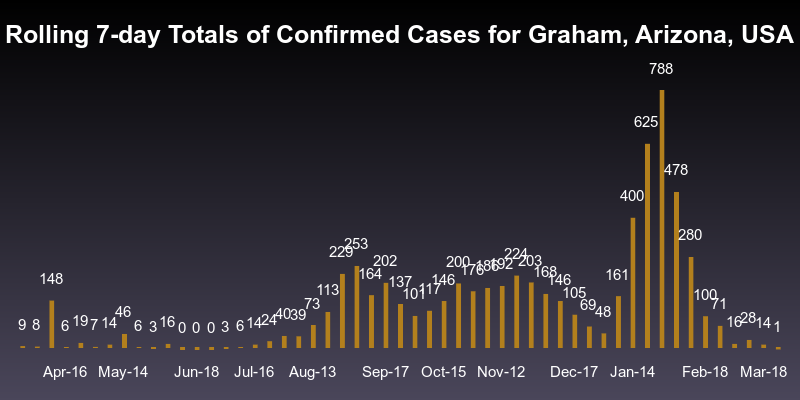 Rolling 7-day Totals of Confirmed Cases for Graham, Arizona, USA
9 8 148 6 19 7 14 46 6 3 16 0 0 0 3 6 14 24 40 39 73 113 229 253 164 202 137 101 117 146 200 176 186 192 224 203 168 146 105 69 48 161 400 625 788 478 280 100 71 16 28 14 1
Apr-16 May-14 Jun-18 Jul-16 Aug-13 Sep-17 Oct-15 Nov-12 Dec-17 Jan-14 Feb-18 Mar-18